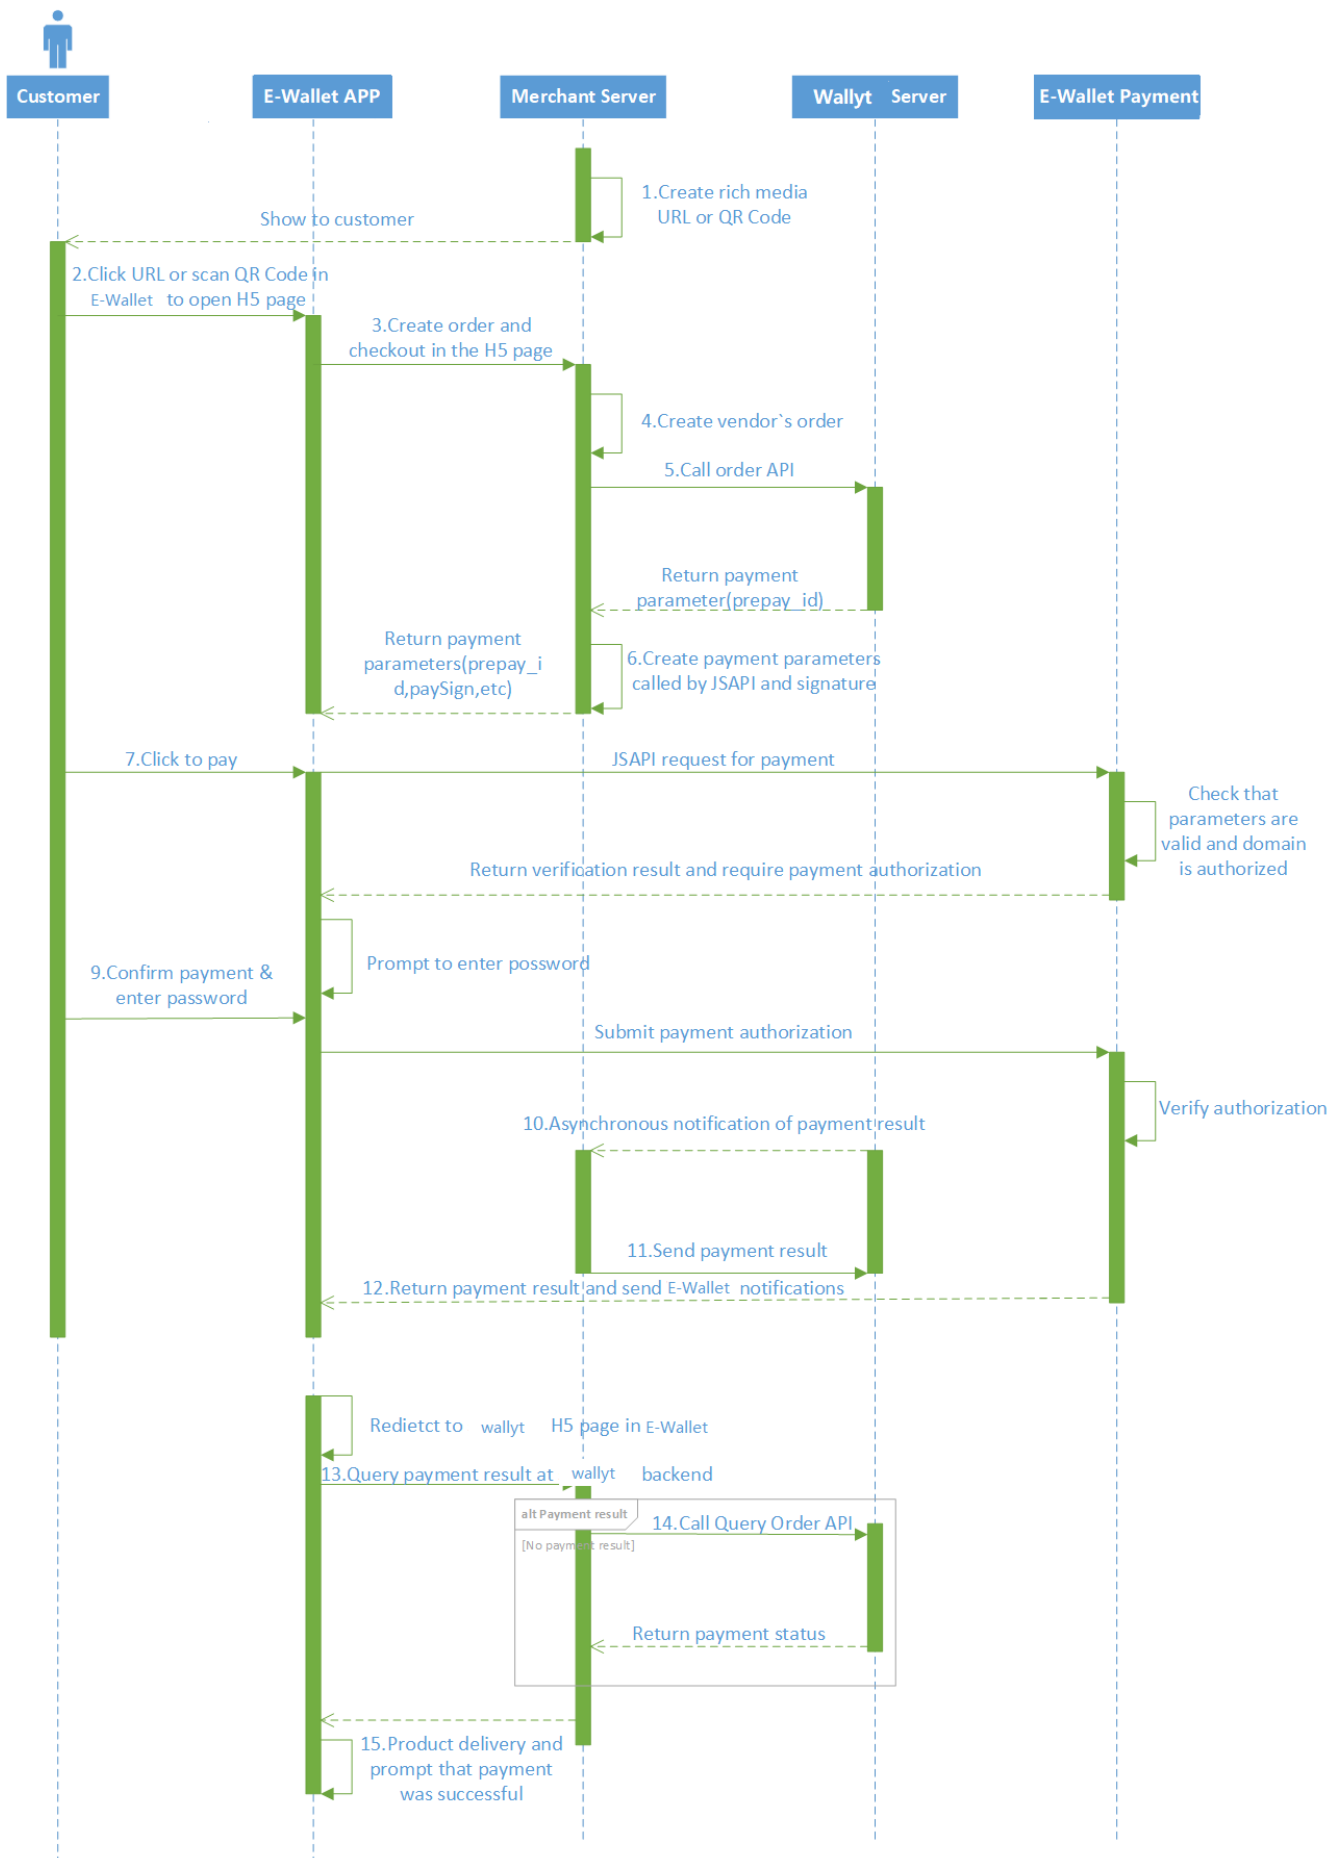 Customer
E-Wallet APP
Merchant Server
Wallyt Server
E-Wallet Payment
1.Create rich media
URL or QR Code
Show to customer
2.Click URL or scan QR Code in
E-Wallet to open H5 page
3.Create order and
checkout in the H5 page
4.Create vendor`s order
5.Call order API
Return payment
parameter(prepay_id)
Return payment
parameters(prepay_i
d,paySign,etc)
6.Create payment parameters
called by JSAPI and signature
7.Click to pay
JSAPI request for payment
Check that
parameters are
valid and domain
is authorized
Return verification result and require payment authorization
Prompt to enter possword
9.Confirm payment &
enter password
Submit payment authorization
Verify authorization
10.Asynchronous notification of payment result
11.Send payment result
12.Return payment result and send E-Wallet notifications
Redietct to wallyt H5 page in E-Wallet
13.Query payment result at wallyt backend
alt Payment result
14.Call Query Order API
[No payment result]
Return payment status
15.Product delivery and
prompt that payment
was successful